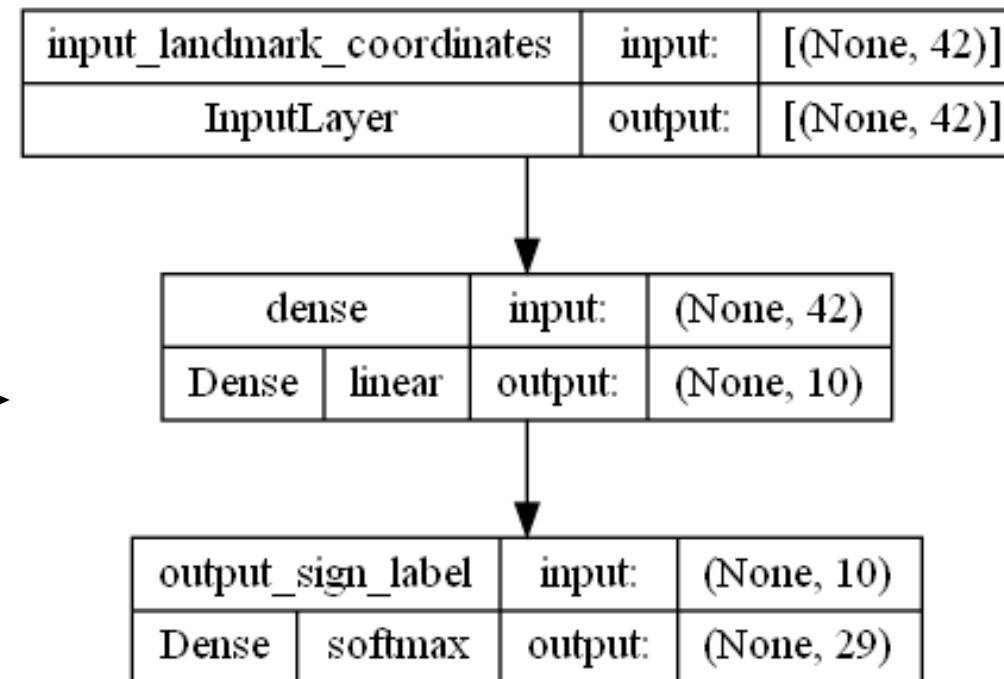 input_landmark_coordinates input: [(None, 42)]
InputLayer output: [(None, 42)]
dense input: (None, 42)
Dense linear output: (None, 10)
output_sign_label input: (None, 10)
Dense softmax output: (None, 29)